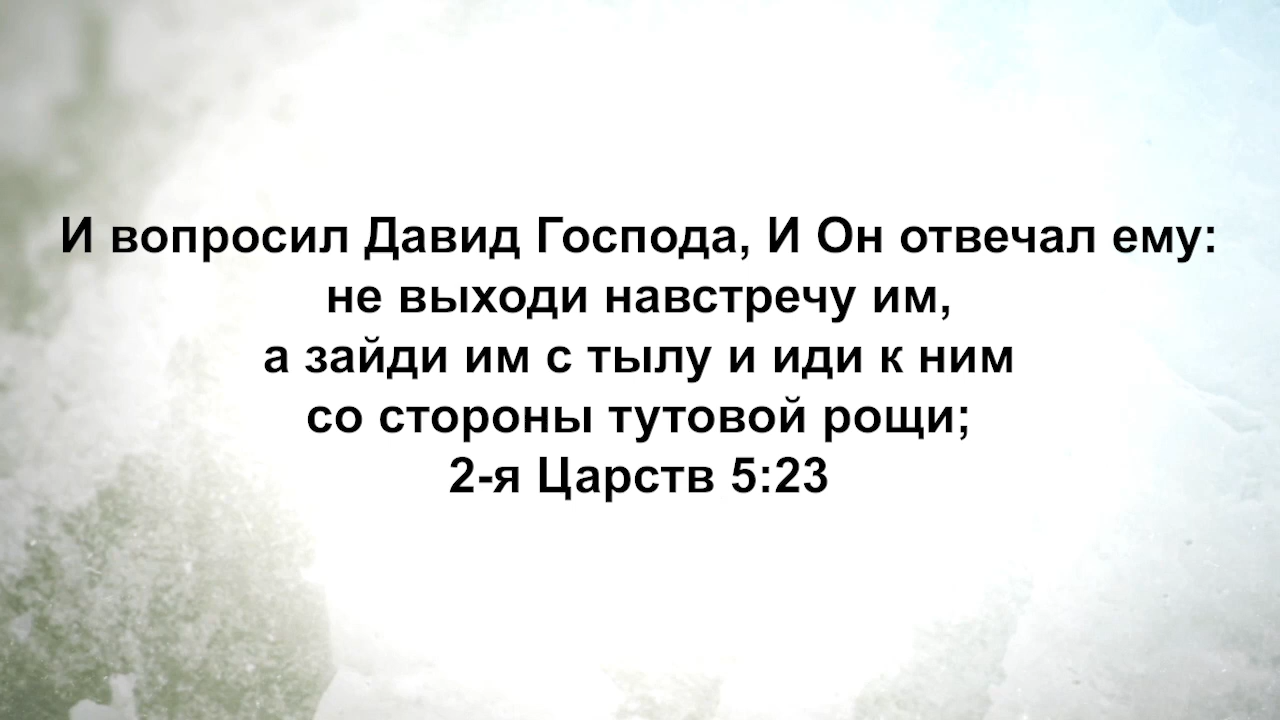 И вопросил Давид Господа, И Он отвечал ему:
не выходи навстречу им,
а зайди им с тылу и иди к ним
со стороны тутовой рощи;
2-я Царств 5:23